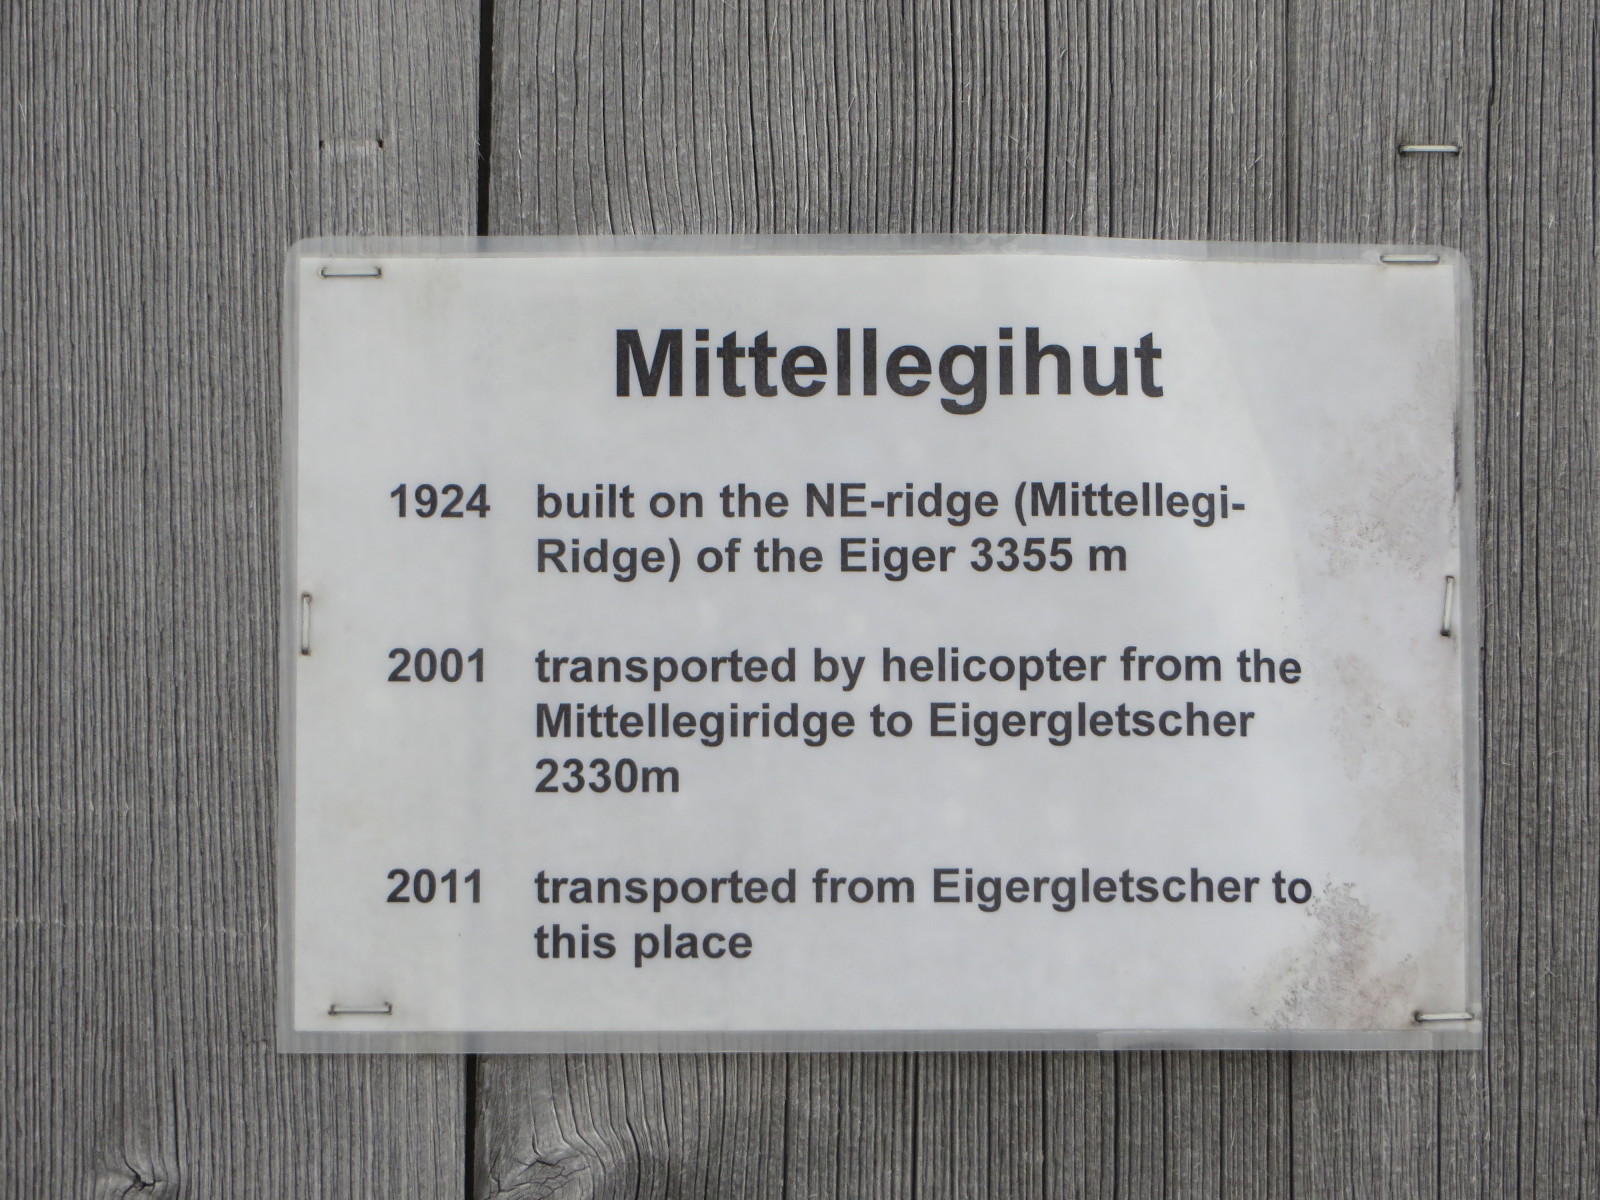 Mittellegihut
1924 built on the NE-ridge (Mittellegi-
Ridge) of the Eiger 3355 m
2001 transported by helicopter from the
Mittellegiridge to Eigergletscher
2330m
2011 transported from Eigergletscher to
this place